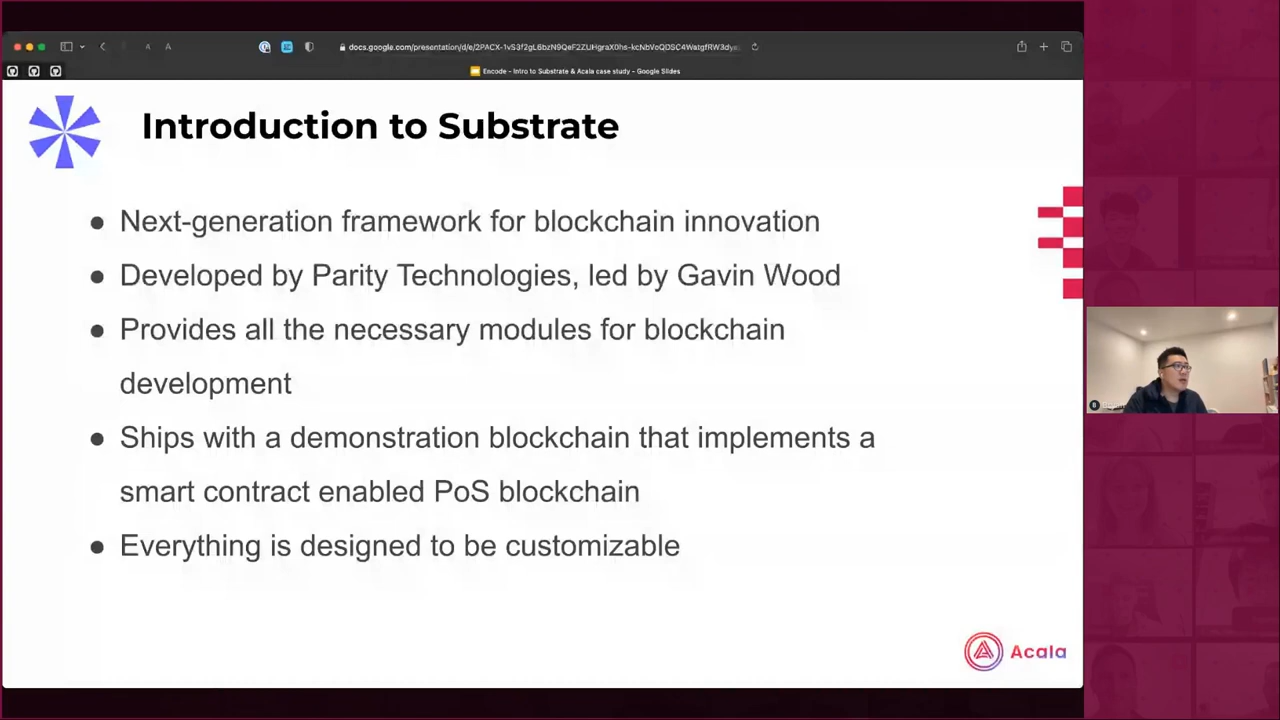 Encode - Intro to Substrate & Acala case study - Google Slides
Introduction to Substrate
● Next-generation framework for blockchain innovation
● Developed by Parity Technologies, led by Gavin Wood
● Provides all the necessary modules for blockchain
development
● Ships with a demonstration blockchain that implements a
smart contract enabled PoS blockchain
● Everything is designed to be customizable
Acala